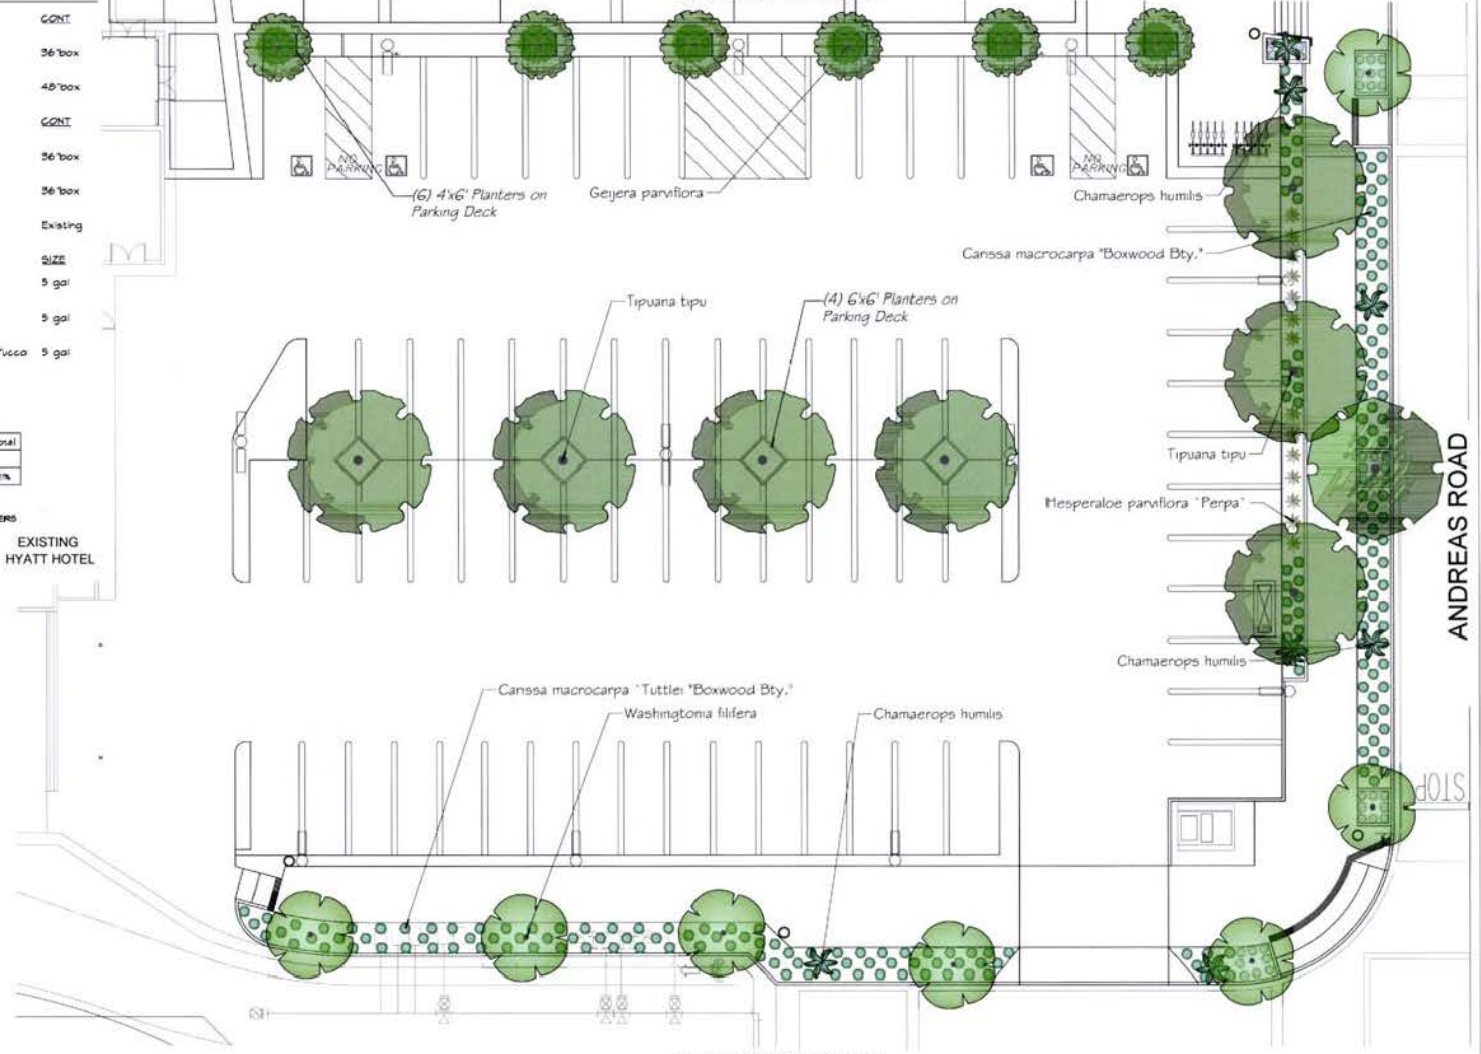 CONT
36"box
48"box
CONT
36"box
36"box
Existing
SIZE
5 gal
5 gal
Yucca 5 gal
EXISTING
HYATT HOTEL
NO
PARKING
(6) 4'x6' Planters on
Parking Deck
Geijera parviflora
NO
PARKING
Chamaerops humilis
Carissa macrocarpa "Boxwood Bty."
Tipuana tipu
(4) 6'x6' Planters on
Parking Deck
Tipuana tipu
Hesperaloe parviflora `Perpa`
ANDREAS ROAD
Chamaerops humilis
Carissa macrocarpa `Tuttlei "Boxwood Bty."
Washingtonia filifera
Chamaerops humilis
STOP